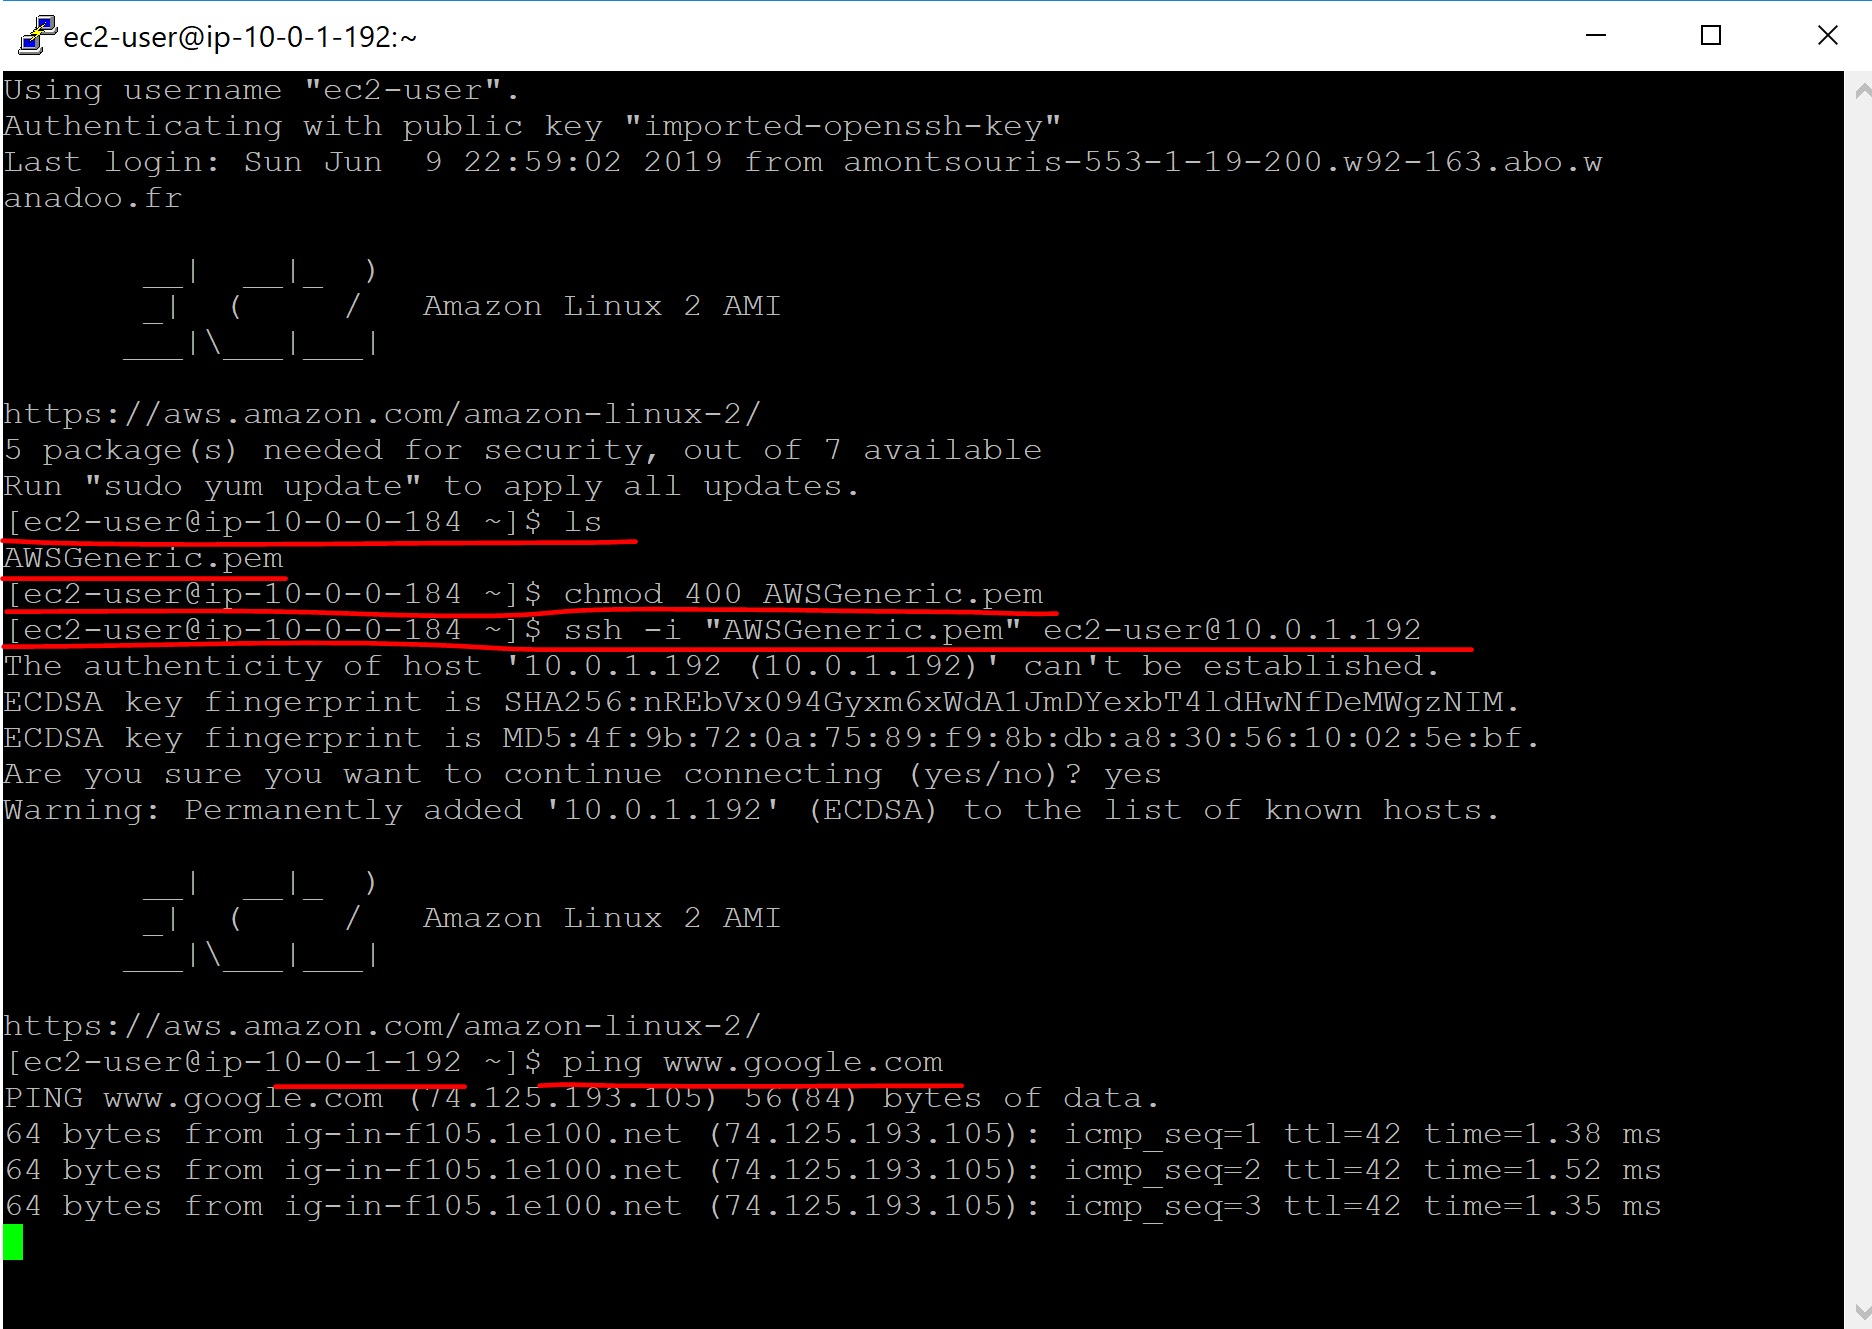 ec2-user@ip-10-0-1-192:~
Using username "ec2-user".
Authenticating with public key "imported-openssh-key"
Last login: Sun Jun  9 22:59:02 2019 from amontsouris-553-1-19-200.w92-163.abo.w
anadoo.fr
       __|  __|_  )
       _|  (     /   Amazon Linux 2 AMI
      ___|\___|___|
https://aws.amazon.com/amazon-linux-2/
5 package(s) needed for security, out of 7 available
Run "sudo yum update" to apply all updates.
[ec2-user@ip-10-0-0-184 ~]$ ls
AWSGeneric.pem
[ec2-user@ip-10-0-0-184 ~]$ chmod 400 AWSGeneric.pem
[ec2-user@ip-10-0-0-184 ~]$ ssh -i "AWSGeneric.pem" ec2-user@10.0.1.192
The authenticity of host '10.0.1.192 (10.0.1.192)' can't be established.
ECDSA key fingerprint is SHA256:nREbVx094Gyxm6xWdA1JmDYexbT4ldHwNfDeMWgzNIM.
ECDSA key fingerprint is MD5:4f:9b:72:0a:75:89:f9:8b:db:a8:30:56:10:02:5e:bf.
Are you sure you want to continue connecting (yes/no)? yes
Warning: Permanently added '10.0.1.192' (ECDSA) to the list of known hosts.
       __|  __|_  )
       _|  (     /   Amazon Linux 2 AMI
      ___|\___|___|
https://aws.amazon.com/amazon-linux-2/
[ec2-user@ip-10-0-1-192 ~]$ ping www.google.com
PING www.google.com (74.125.193.105) 56(84) bytes of data.
64 bytes from ig-in-f105.1e100.net (74.125.193.105): icmp_seq=1 ttl=42 time=1.38 ms
64 bytes from ig-in-f105.1e100.net (74.125.193.105): icmp_seq=2 ttl=42 time=1.52 ms
64 bytes from ig-in-f105.1e100.net (74.125.193.105): icmp_seq=3 ttl=42 time=1.35 ms